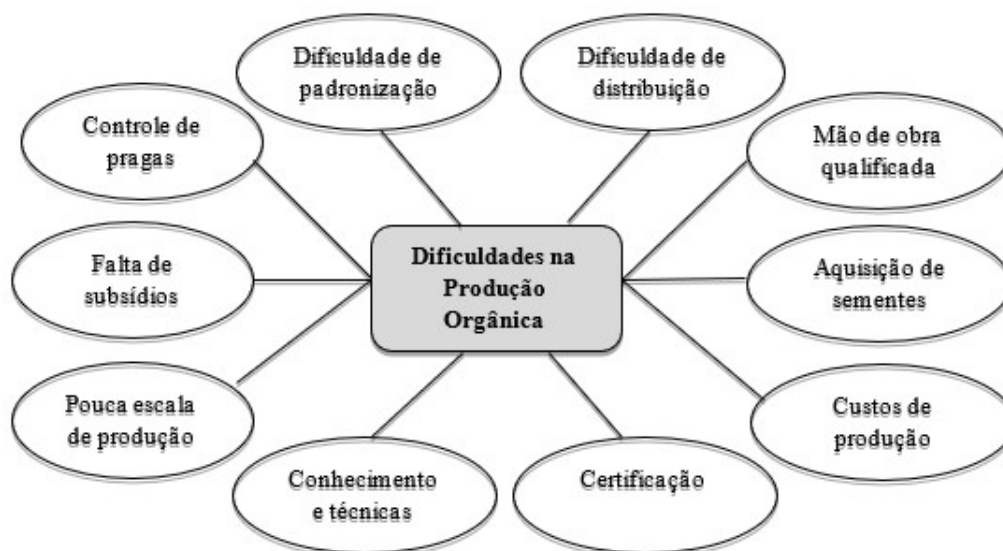 Dificuldade de
padronização
Dificuldade de
distribuição
Controle de
pragas
Mão de obra
qualificada
Falta de
subsídios
Dificuldades na
Produção
Orgânica
Aquisição de
sementes
Pouca escala
de produção
Custos de
produção
Conhecimento
e técnicas
Certificação